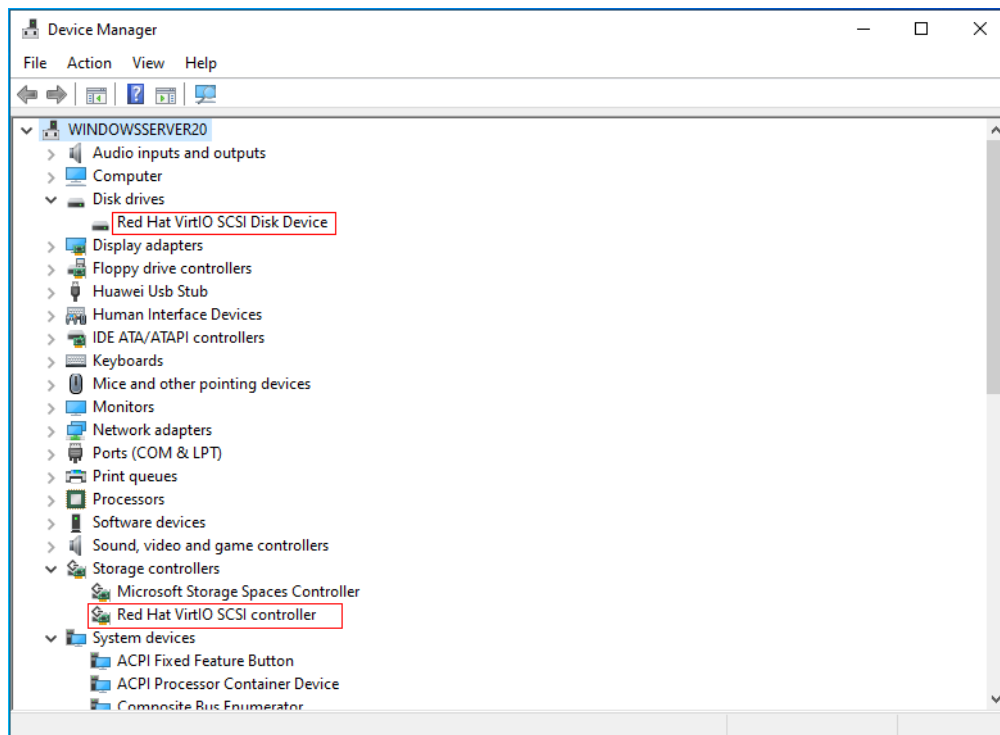 Device Manager
File Action View Help
WINDOWSSERVER20
Audio inputs and outputs
Computer
Disk drives
Red Hat VirtIO SCSI Disk Device
Display adapters
Floppy drive controllers
Huawei Usb Stub
Human Interface Devices
IDE ATA/ATAPI controllers
Keyboards
Mice and other pointing devices
Monitors
Network adapters
Ports (COM & LPT)
Print queues
Processors
Software devices
Sound, video and game controllers
Storage controllers
Microsoft Storage Spaces Controller
Red Hat VirtIO SCSI controller
System devices
ACPI Fixed Feature Button
ACPI Processor Container Device
Composite Bus Enumerator